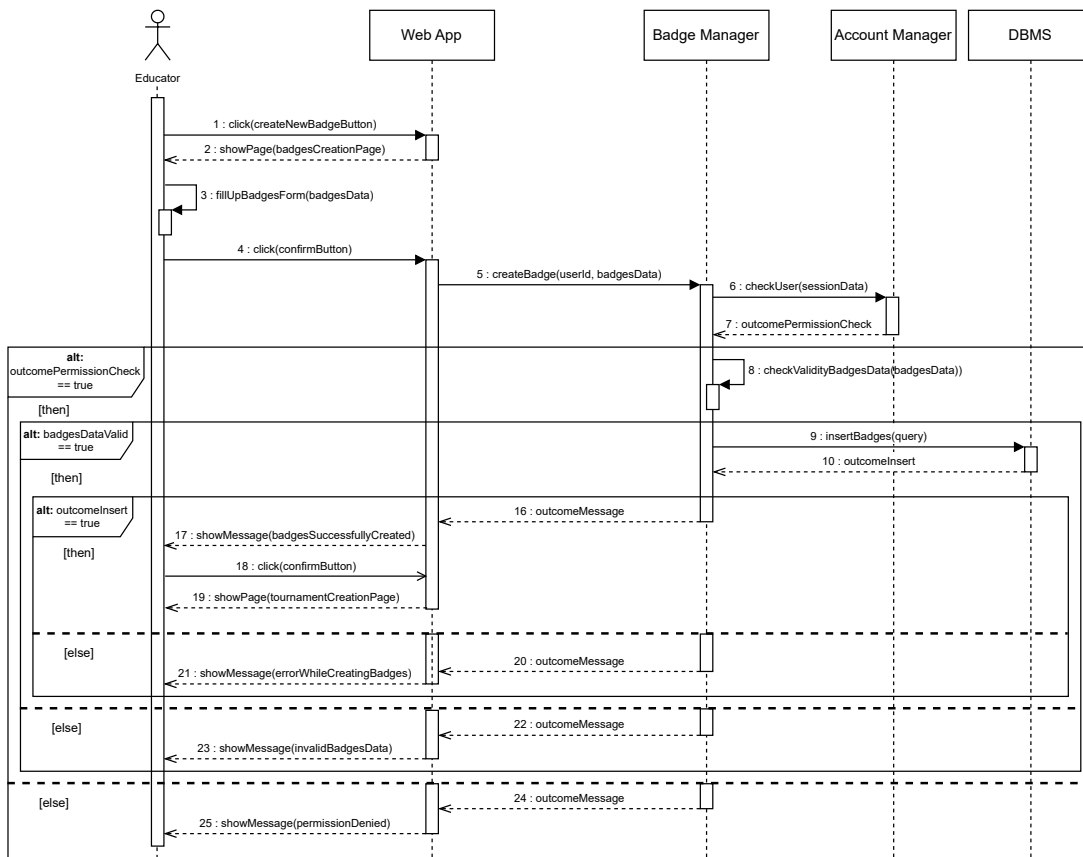 Web App
Badge Manager
Account Manager
DBMS
Educator
1 : click(createNewBadgeButton)
2 : showPage(badgesCreationPage)
3 : fillUpBadgesForm(badgesData)
4 : click(confirmButton)
5 : createBadge(userId, badgesData)
6 : checkUser(sessionData)
7 : outcomePermissionCheck
alt:
outcomePermissionCheck
== true
[then]
8 : checkValidityBadgesData(badgesData))
alt: badgesDataValid
== true
[then]
9 : insertBadges(query)
10 : outcomeInsert
alt: outcomeInsert
== true
[then]
16 : outcomeMessage
17 : showMessage(badgesSuccessfullyCreated)
18 : click(confirmButton)
19 : showPage(tournamentCreationPage)
[else]
20 : outcomeMessage
21 : showMessage(errorWhileCreatingBadges)
[else]
22 : outcomeMessage
23 : showMessage(invalidBadgesData)
[else]
24 : outcomeMessage
25 : showMessage(permissionDenied)